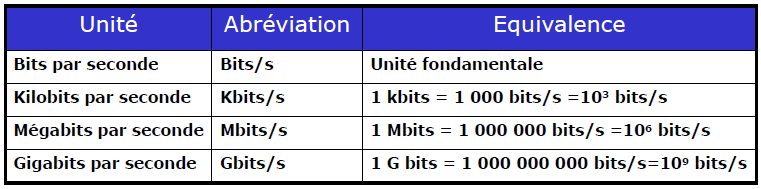 Unité Abréviation Equivalence
Bits par seconde Bits/s Unité fondamentale
Kilobits par seconde Kbits/s 1 kbits = 1 000 bits/s =10³ bits/s
Mégabits par seconde Mbits/s 1 Mbits = 1 000 000 bits/s =10⁶ bits/s
Gigabits par seconde Gbits/s 1 G bits = 1 000 000 000 bits/s=10⁹ bits/s